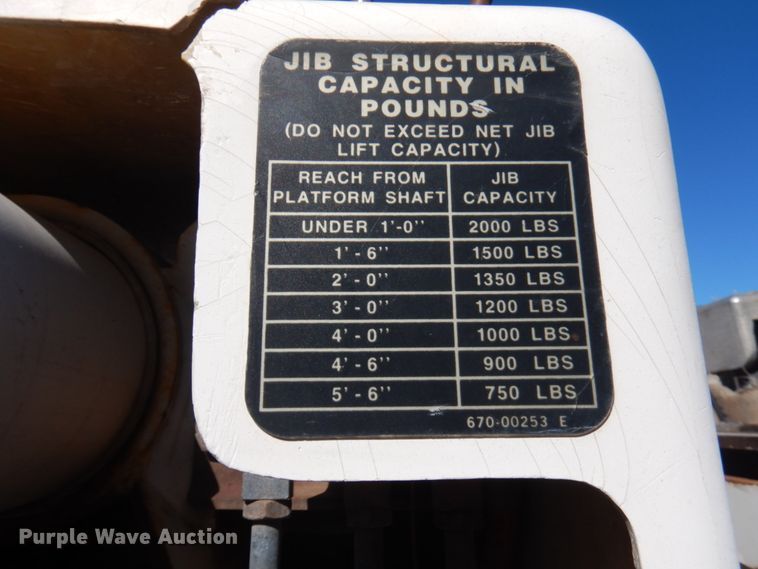 JIB STRUCTURAL
CAPACITY IN
POUNDS
(DO NOT EXCEED NET JIB
LIFT CAPACITY)
REACH FROM PLATFORM SHAFT JIB CAPACITY
UNDER 1'-0'' 2000 LBS
1'-6'' 1500 LBS
2'-0'' 1350 LBS
3'-0'' 1200 LBS
4'-0'' 1000 LBS
4'-6'' 900 LBS
5'-6'' 750 LBS
670-00253 E
Purple Wave Auction